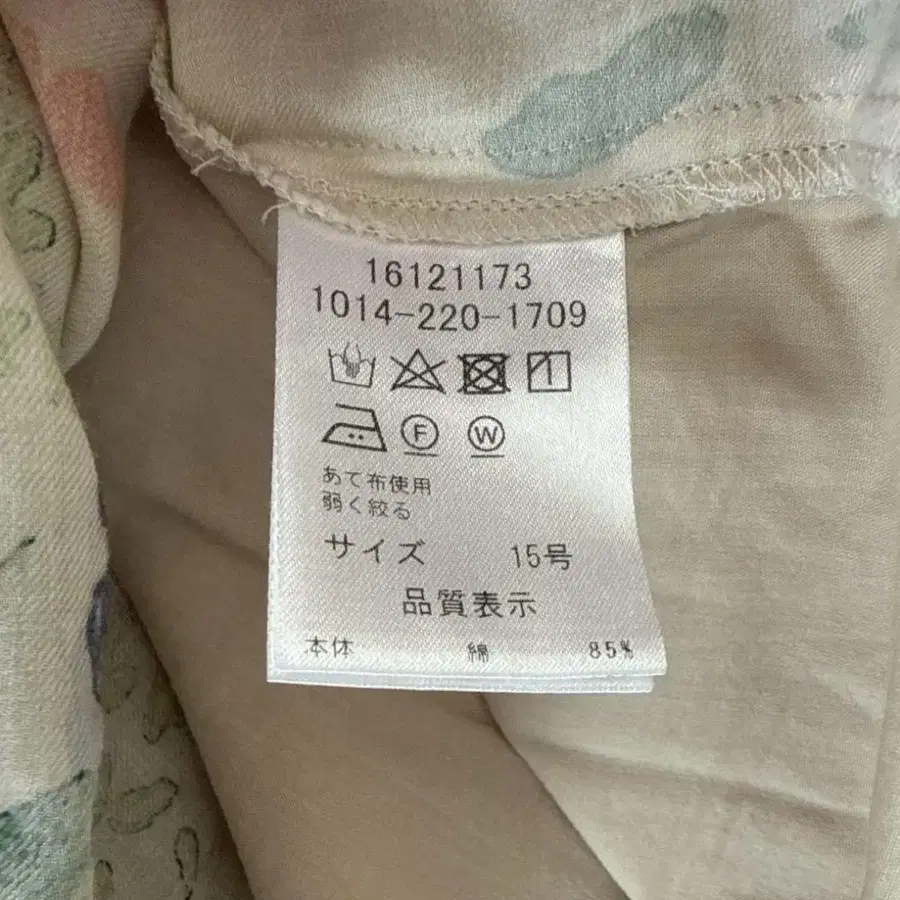 16121173
1014-220-1709
F W
あて布使用
弱く絞る
サイズ 15号
品質表示
本体 綿 85%